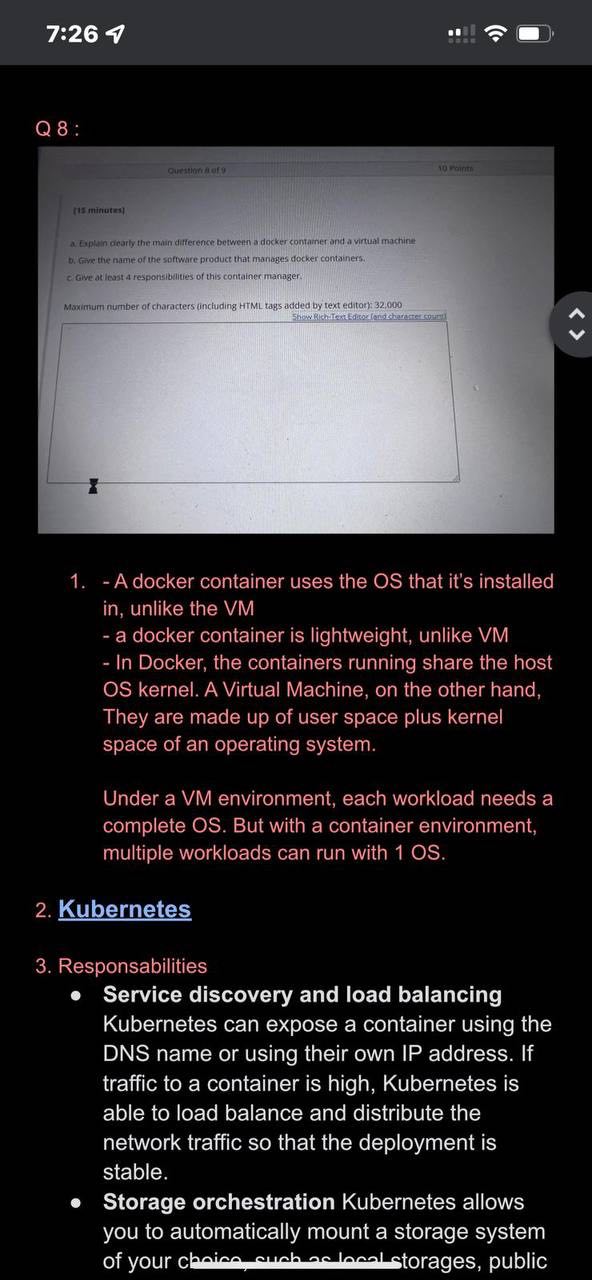 7:26
Q 8 :
Question 8 of 9
10 Points
(15 minutes)
a. Explain clearly the main difference between a docker container and a virtual machine
b. Give the name of the software product that manages docker containers.
c. Give at least 4 responsibilities of this container manager.
Maximum number of characters (including HTML tags added by text editor): 32,000
Show Rich-Text Editor (and character count)
1. - A docker container uses the OS that it's installed
in, unlike the VM
- a docker container is lightweight, unlike VM
- In Docker, the containers running share the host
OS kernel. A Virtual Machine, on the other hand,
They are made up of user space plus kernel
space of an operating system.
Under a VM environment, each workload needs a
complete OS. But with a container environment,
multiple workloads can run with 1 OS.
2. Kubernetes
3. Responsabilities
● Service discovery and load balancing
Kubernetes can expose a container using the
DNS name or using their own IP address. If
traffic to a container is high, Kubernetes is
able to load balance and distribute the
network traffic so that the deployment is
stable.
● Storage orchestration Kubernetes allows
you to automatically mount a storage system
of your choice, such as local storages, public